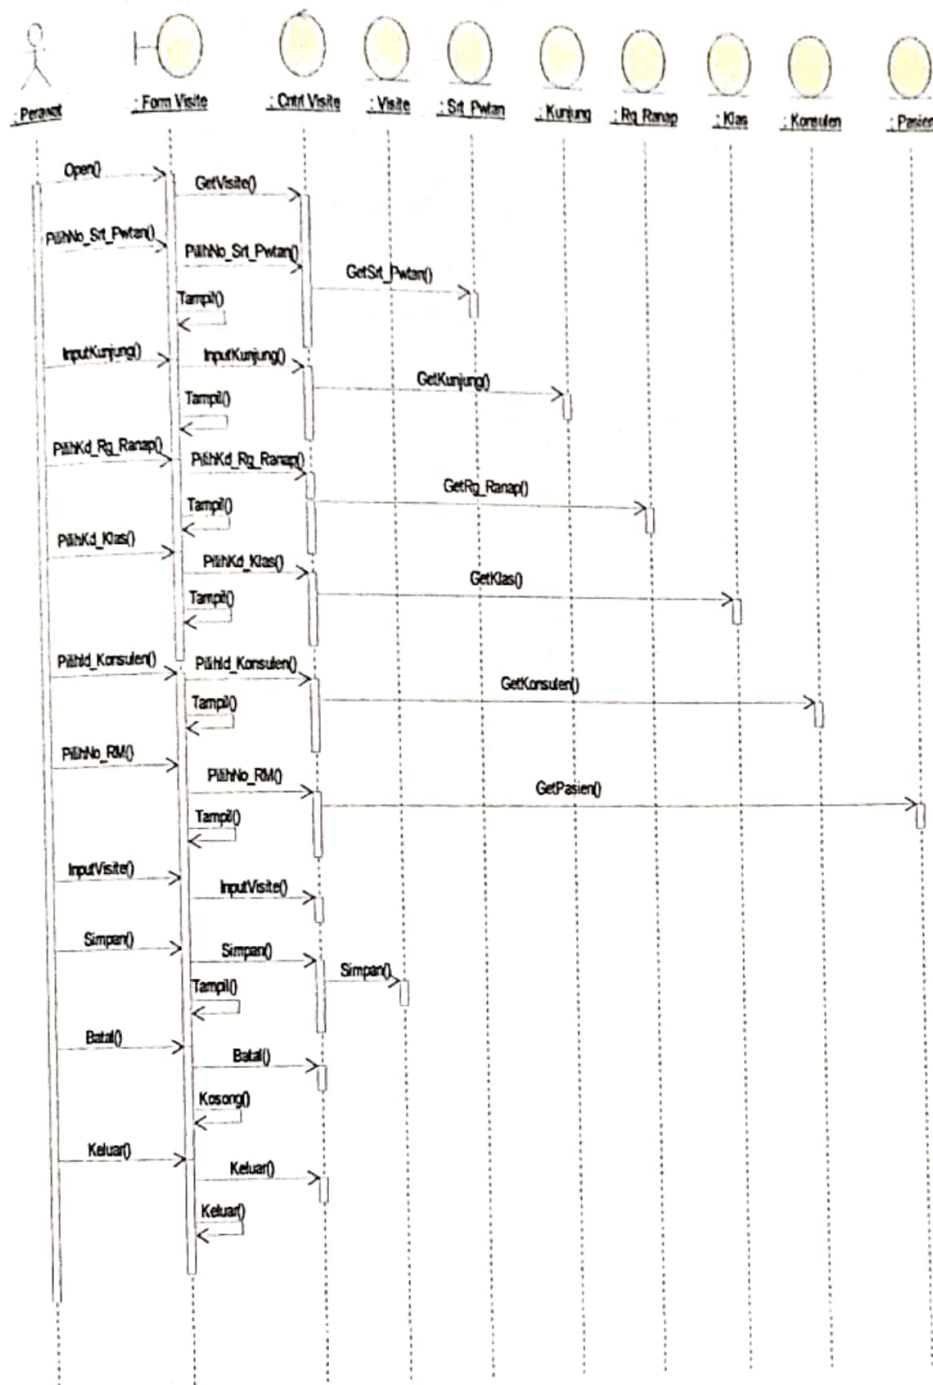 : Perawat
: Form Visite
: Cntrl Visite
: Visite
: Srt_Pwtan
: Kunjung
: Rg_Ranap
: Klas
: Konsulen
: Pasien
Open()
GetVisite()
PilihNo_Srt_Pwtan()
PilihNo_Srt_Pwtan()
GetSrt_Pwtan()
Tampil()
InputKunjung()
InputKunjung()
GetKunjung()
Tampil()
PilihKd_Rg_Ranap()
PilihKd_Rg_Ranap()
GetRg_Ranap()
Tampil()
PilihKd_Klas()
PilihKd_Klas()
GetKlas()
Tampil()
PilihId_Konsulen()
PilihId_Konsulen()
GetKonsulen()
Tampil()
PilihNo_RM()
PilihNo_RM()
GetPasien()
Tampil()
InputVisite()
InputVisite()
Simpan()
Simpan()
Simpan()
Tampil()
Batal()
Batal()
Kosong()
Keluar()
Keluar()
Keluar()